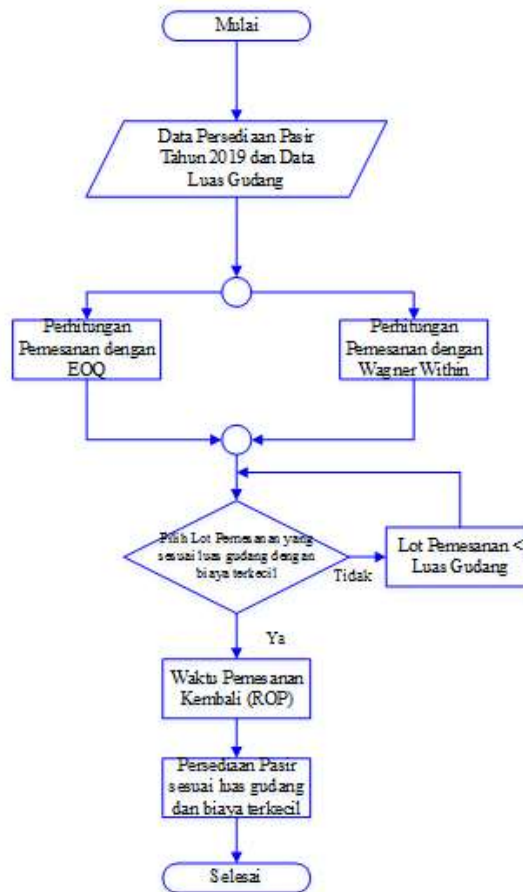 Mulai
Data Persediaan Pasir
Tahun 2019 dan Data
Luas Gudang
Perhitungan
Pemesanan dengan
EOQ
Perhitungan
Pemesanan dengan
Wagner Within
Pilih Lot Pemesanan yang
sesuai luas gudang dengan
biaya terkecil
Tidak
Lot Pemesanan <
Luas Gudang
Ya
Waktu Pemesanan
Kembali (ROP)
Persediaan Pasir
sesuai luas gudang
dan biaya terkecil
Selesai